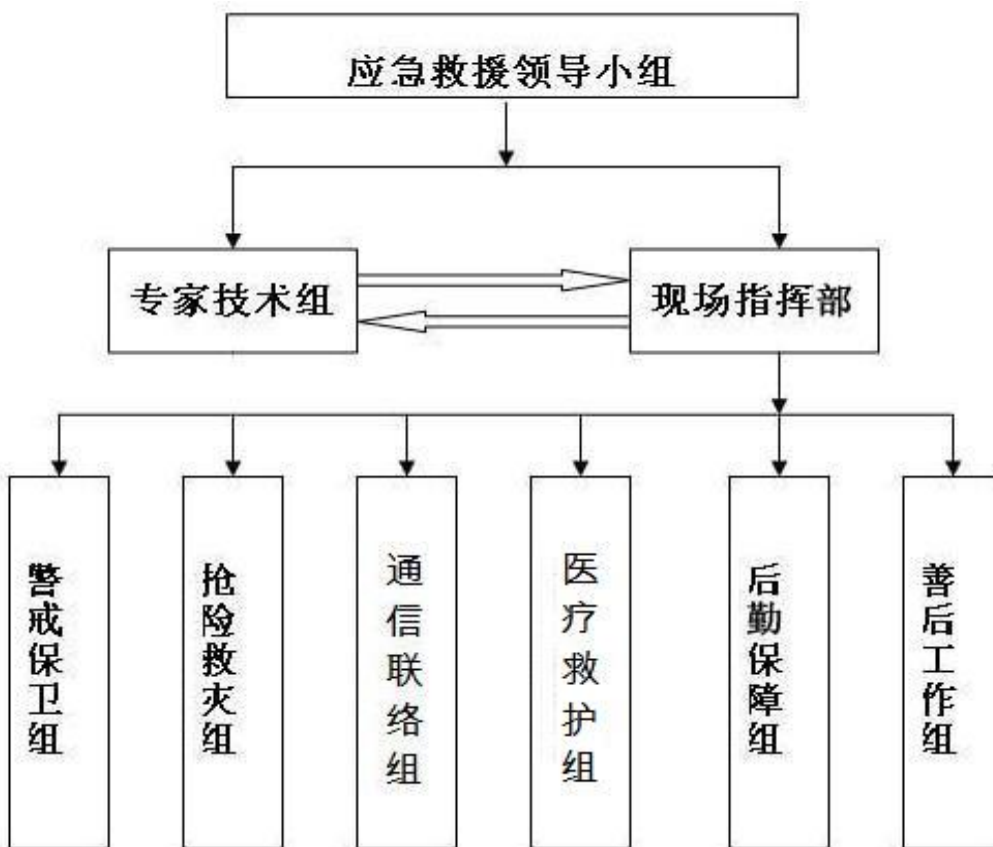 应急救援领导小组
专家技术组
现场指挥部
警戒保卫组
抢险救灾组
通信联络组
医疗救护组
后勤保障组
善后工作组